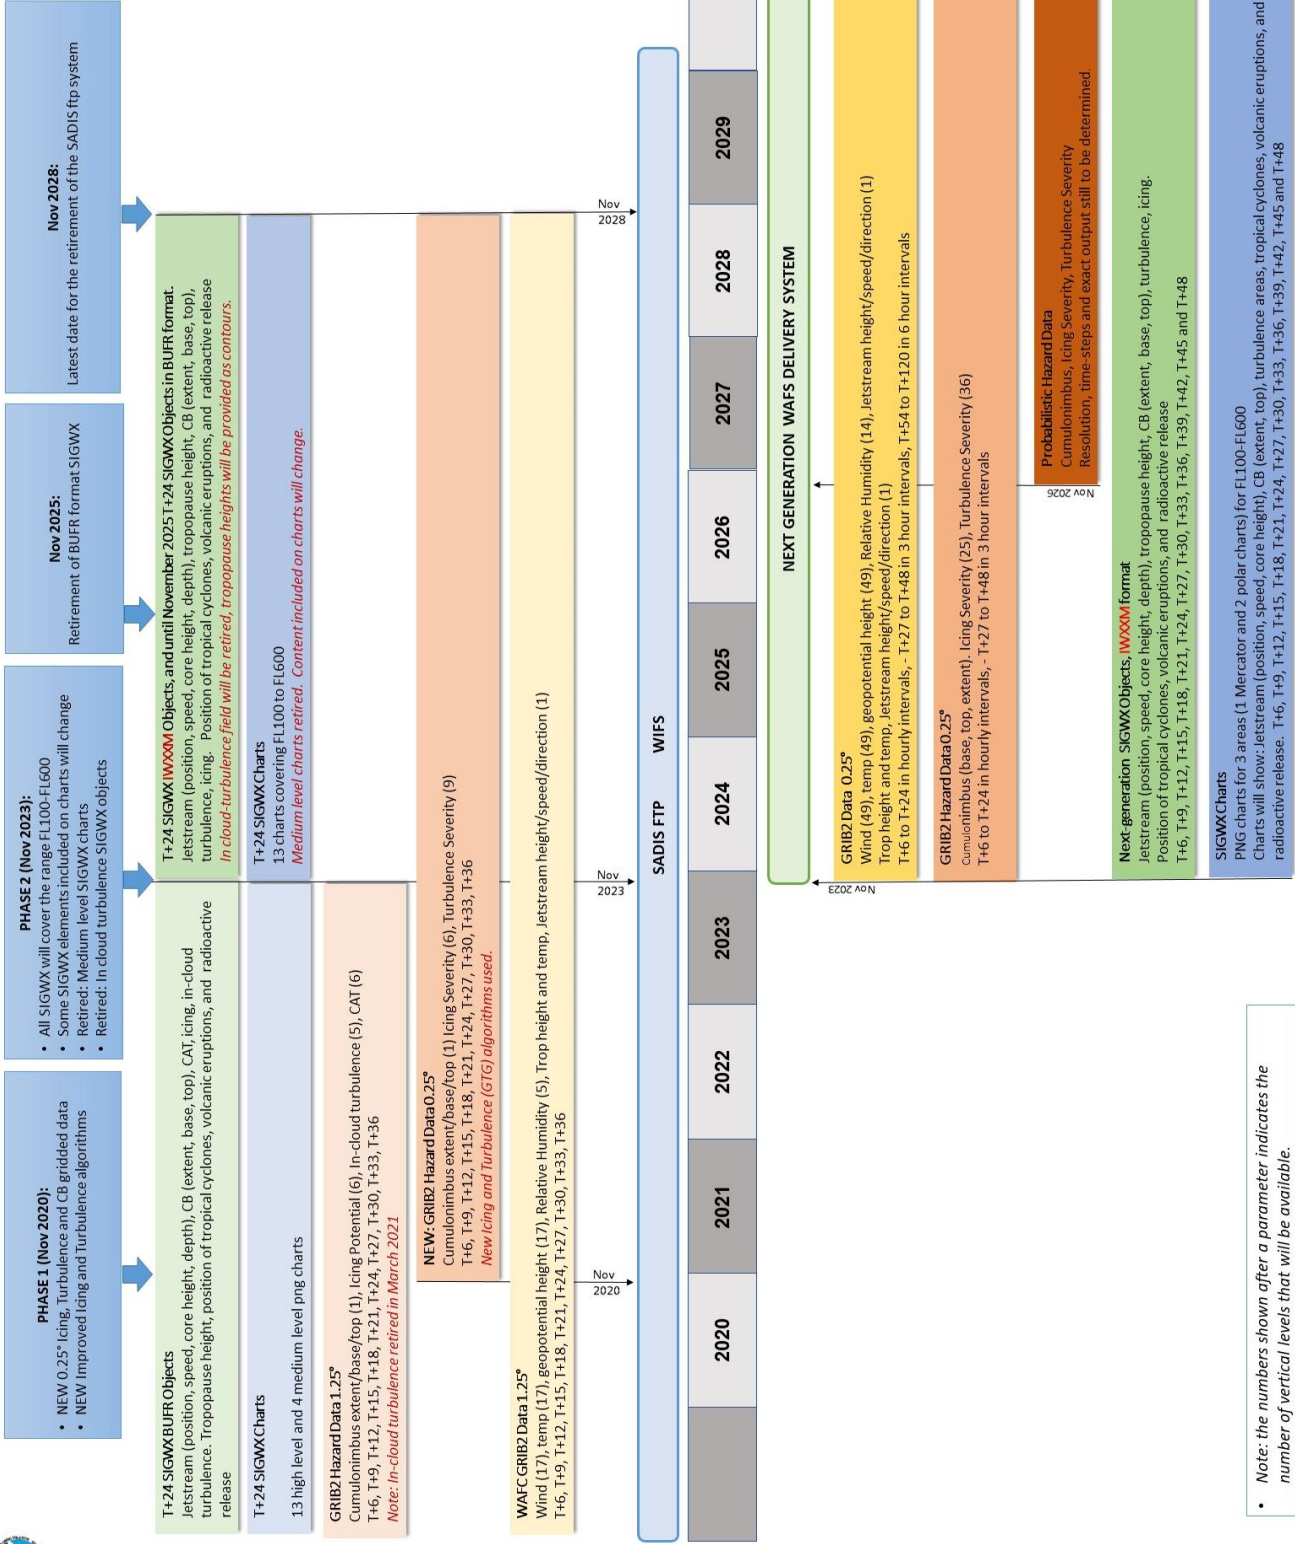 PHASE 1 (Nov 2020):
• NEW 0.25° Icing, Turbulence and CB gridded data
• NEW Improved Icing and Turbulence algorithms
PHASE 2 (Nov 2023):
• All SIGWX will cover the range FL100-FL600
• Some SIGWX elements included on charts will change
• Retired: Medium level SIGWX charts
• Retired: In cloud turbulence SIGWX objects
Nov 2025:
Retirement of BUFR format SIGWX
Nov 2028:
Latest date for the retirement of the SADIS ftp system
T+24 SIGWX BUFR Objects
Jetstream (position, speed, core height, depth), CB (extent, base, top), CAT, icing, in-cloud
turbulence. Tropopause height, position of tropical cyclones, volcanic eruptions, and radioactive
release
T+24 SIGWX IWXXM Objects, and until November 2025 T+24 SIGWX Objects in BUFR format.
Jetstream (position, speed, core height, depth), tropopause height, CB (extent, base, top),
turbulence, icing. Position of tropical cyclones, volcanic eruptions, and radioactive release
In cloud-turbulence field will be retired, tropopause heights will be provided as contours.
T+24 SIGWX Charts
13 high level and 4 medium level png charts
T+24 SIGWX Charts
13 charts covering FL100 to FL600
Medium level charts retired. Content included on charts will change.
GRIB2 Hazard Data 1.25°
Cumulonimbus extent/base/top (1), Icing Potential (6), In-cloud turbulence (5), CAT (6)
T+6, T+9, T+12, T+15, T+18, T+21, T+24, T+27, T+30, T+33, T+36
Note: In-cloud turbulence retired in March 2021
NEW: GRIB2 Hazard Data 0.25°
Cumulonimbus extent/base/top (1) Icing Severity (6), Turbulence Severity (9)
T+6, T+9, T+12, T+15, T+18, T+21, T+24, T+27, T+30, T+33, T+36
New Icing and Turbulence (GTG) algorithms used.
WAFC GRIB2 Data 1.25°
Wind (17), temp (17), geopotential height (17), Relative Humidity (5), Trop height and temp, Jetstream height/speed/direction (1)
T+6, T+9, T+12, T+15, T+18, T+21, T+24, T+27, T+30, T+33, T+36
Nov
2020
Nov
2023
Nov
2028
SADIS FTP WIFS
2020 2021 2022 2023 2024 2025 2026 2027 2028 2029
NEXT GENERATION WAFS DELIVERY SYSTEM
Nov 2023
Nov 2026
GRIB2 Data 0.25°
Wind (49), temp (49), geopotential height (49), Relative Humidity (14), Jetstream height/speed/direction (1)
Trop height and temp, Jetstream height/speed/direction (1)
T+6 to T+24 in hourly intervals, - T+27 to T+48 in 3 hour intervals, T+54 to T+120 in 6 hour intervals
GRIB2 Hazard Data 0.25°
Cumulonimbus (base, top, extent). Icing Severity (25), Turbulence Severity (36)
T+6 to T+24 in hourly intervals, - T+27 to T+48 in 3 hour intervals
Probabilistic Hazard Data
Cumulonimbus, Icing Severity, Turbulence Severity
Resolution, time-steps and exact output still to be determined.
Next-generation SIGWX Objects, IWXXM format
Jetstream (position, speed, core height, depth), tropopause height, CB (extent, base, top), turbulence, icing.
Position of tropical cyclones, volcanic eruptions, and radioactive release
T+6, T+9, T+12, T+15, T+18, T+21, T+24, T+27, T+30, T+33, T+36, T+39, T+42, T+45 and T+48
SIGWX Charts
PNG charts for 3 areas (1 Mercator and 2 polar charts) for FL100-FL600
Charts will show: Jetstream (position, speed, core height), CB (extent, top), turbulence areas, tropical cyclones, volcanic eruptions, and
radioactive release. T+6, T+9, T+12, T+15, T+18, T+21, T+24, T+27, T+30, T+33, T+36, T+39, T+42, T+45 and T+48
• Note: the numbers shown after a parameter indicates the
number of vertical levels that will be available.